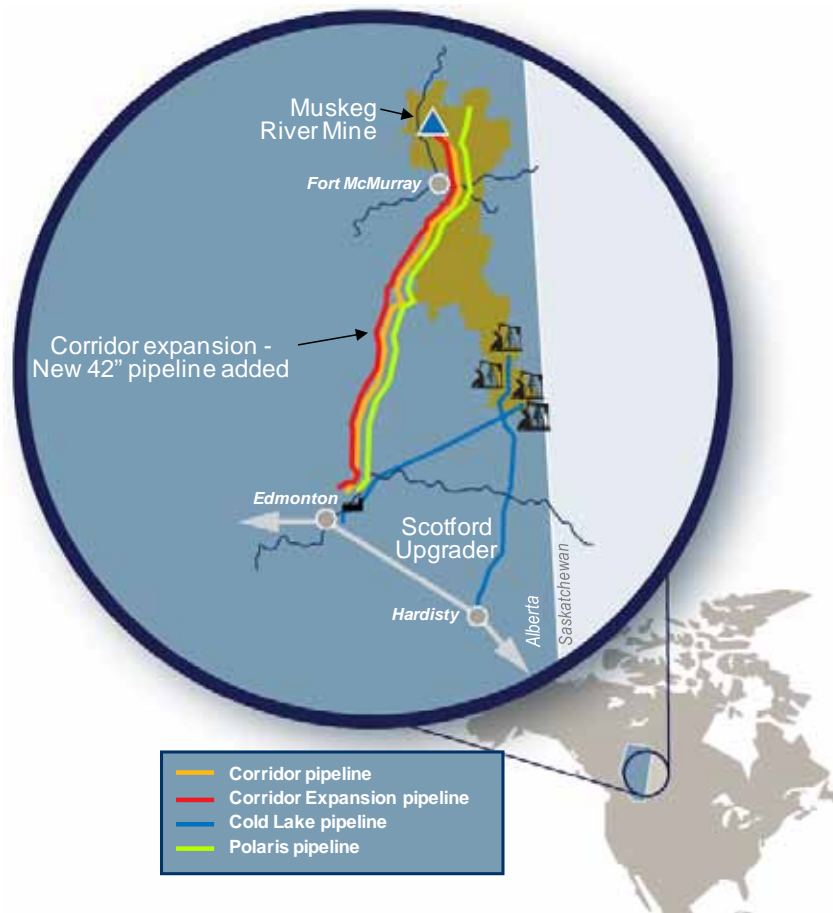 Muskeg
River Mine
Fort McMurray
Corridor expansion -
New 42” pipeline added
Edmonton
Scotford
Upgrader
Hardisty
Alberta
Saskatchewan
Corridor pipeline
Corridor Expansion pipeline
Cold Lake pipeline
Polaris pipeline